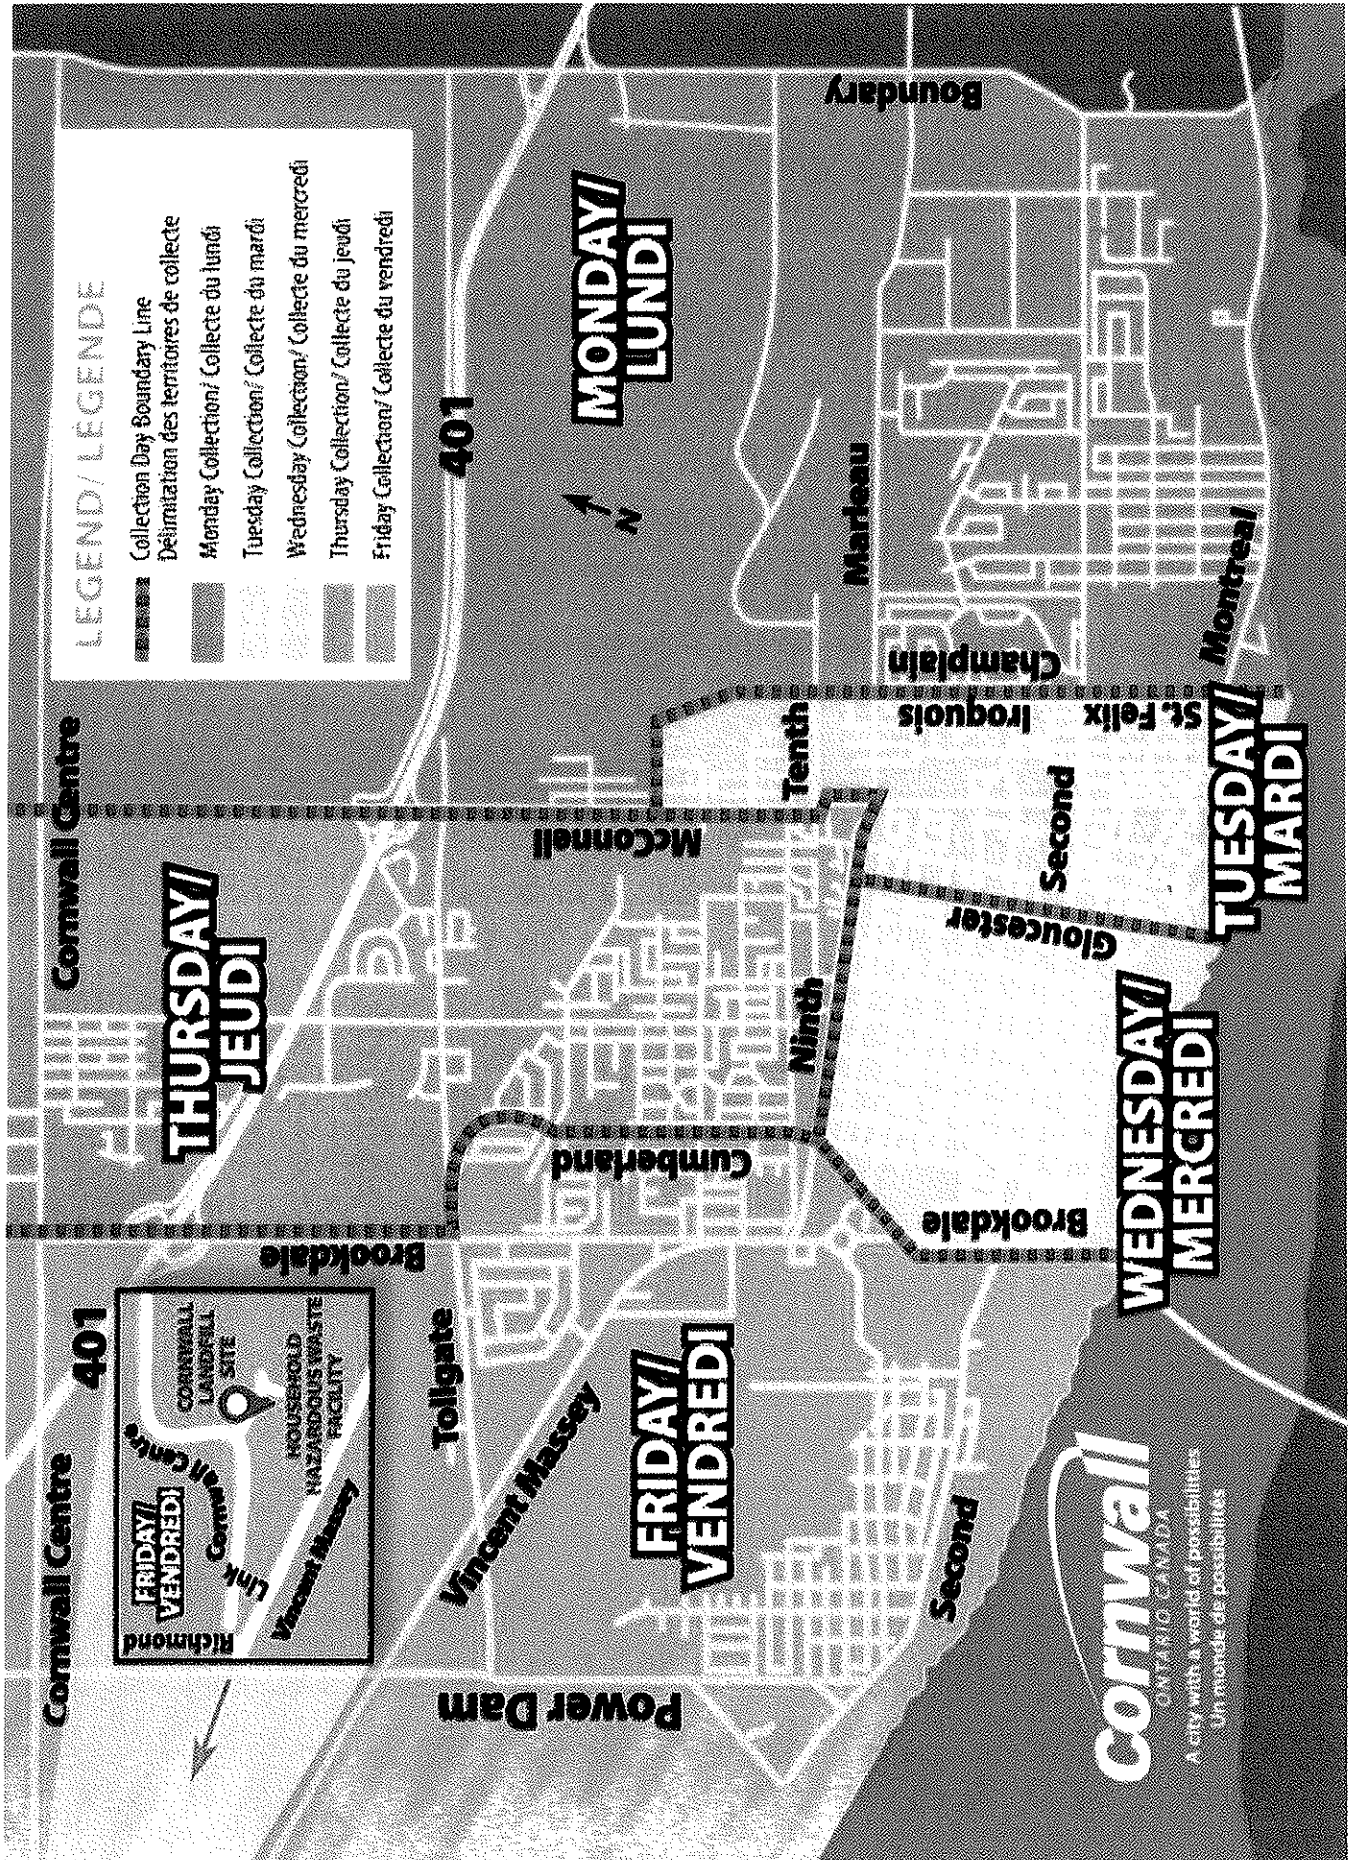 LEGEND/ LÉGENDE
Collection Day Boundary Line
Délimitation des territoires de collecte
Monday Collection/ Collecte du lundi
Tuesday Collection/ Collecte du mardi
Wednesday Collection/ Collecte du mercredi
Thursday Collection/ Collecte du jeudi
Friday Collection/ Collecte du vendredi
Cornwall Centre
401
Cornwall Centre
FRIDAY/
VENDREDI
Richmond
Cornwall Centre
Link
Vincent Massey
CORNWALL
LANDFILL
SITE
HOUSEHOLD
HAZARDOUS WASTE
FACILITY
Brookdale
THURSDAY/
JEUDI
401
Tollgate
Vincent Massey
Power Dam
FRIDAY/
VENDREDI
Cumberland
McConnell
MONDAY/
LUNDI
N
Boundary
Ninth
Tenth
Marleau
Champlain
Iroquois
St. Felix
Second
Brookdale
Gloucester
Second
Montreal
WEDNESDAY/
MERCREDI
TUESDAY/
MARDI
Cornwall
ONTARIO CANADA
A city with a world of possibilities
Un monde de possibilités